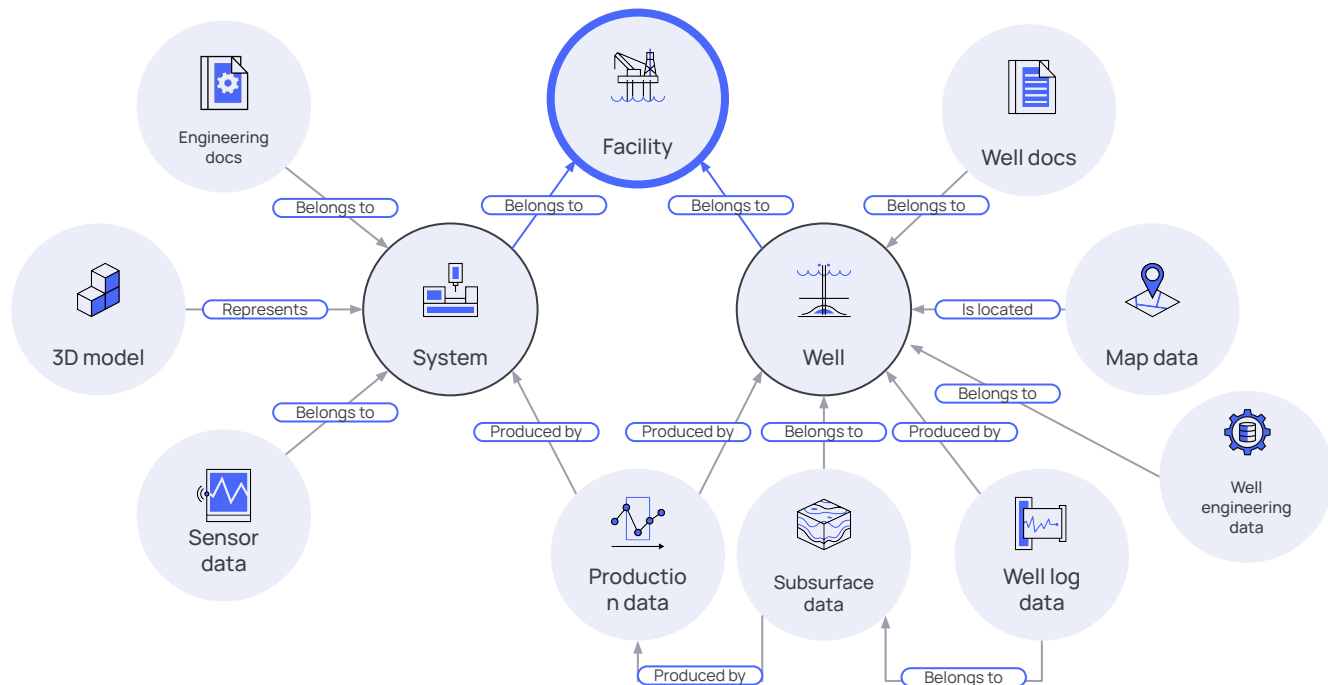 Engineering
docs
Facility
Well docs
Belongs to
Belongs to
Belongs to
Belongs to
3D model
Represents
System
Well
Is located
Map data
Belongs to
Belongs to
Produced by
Produced by
Belongs to
Produced by
Sensor
data
Productio
n data
Subsurface
data
Well log
data
Well
engineering
data
Produced by
Belongs to